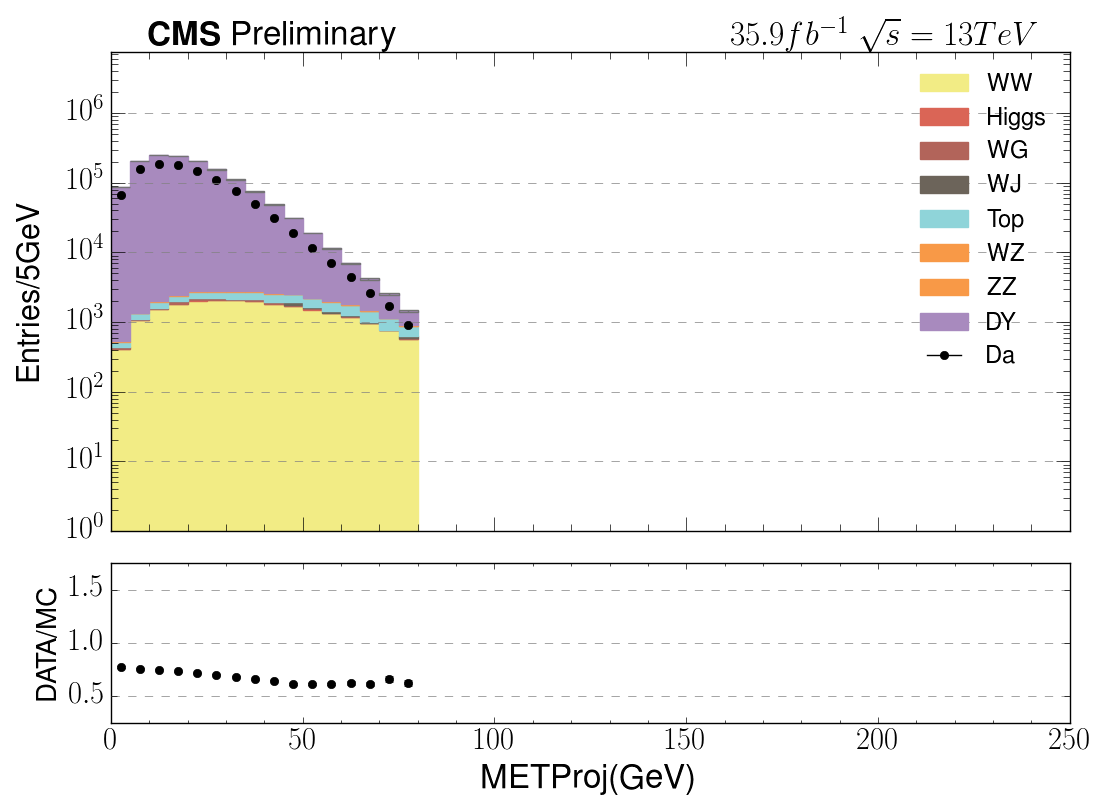 CMS Preliminary
35.9fb⁻¹ √s = 13TeV
Entries/5GeV
10⁶
10⁵
10⁴
10³
10²
10¹
10⁰
WW
Higgs
WG
WJ
Top
WZ
ZZ
DY
Da
DATA/MC
1.5
1.0
0.5
0 50 100 150 200 250
METProj(GeV)